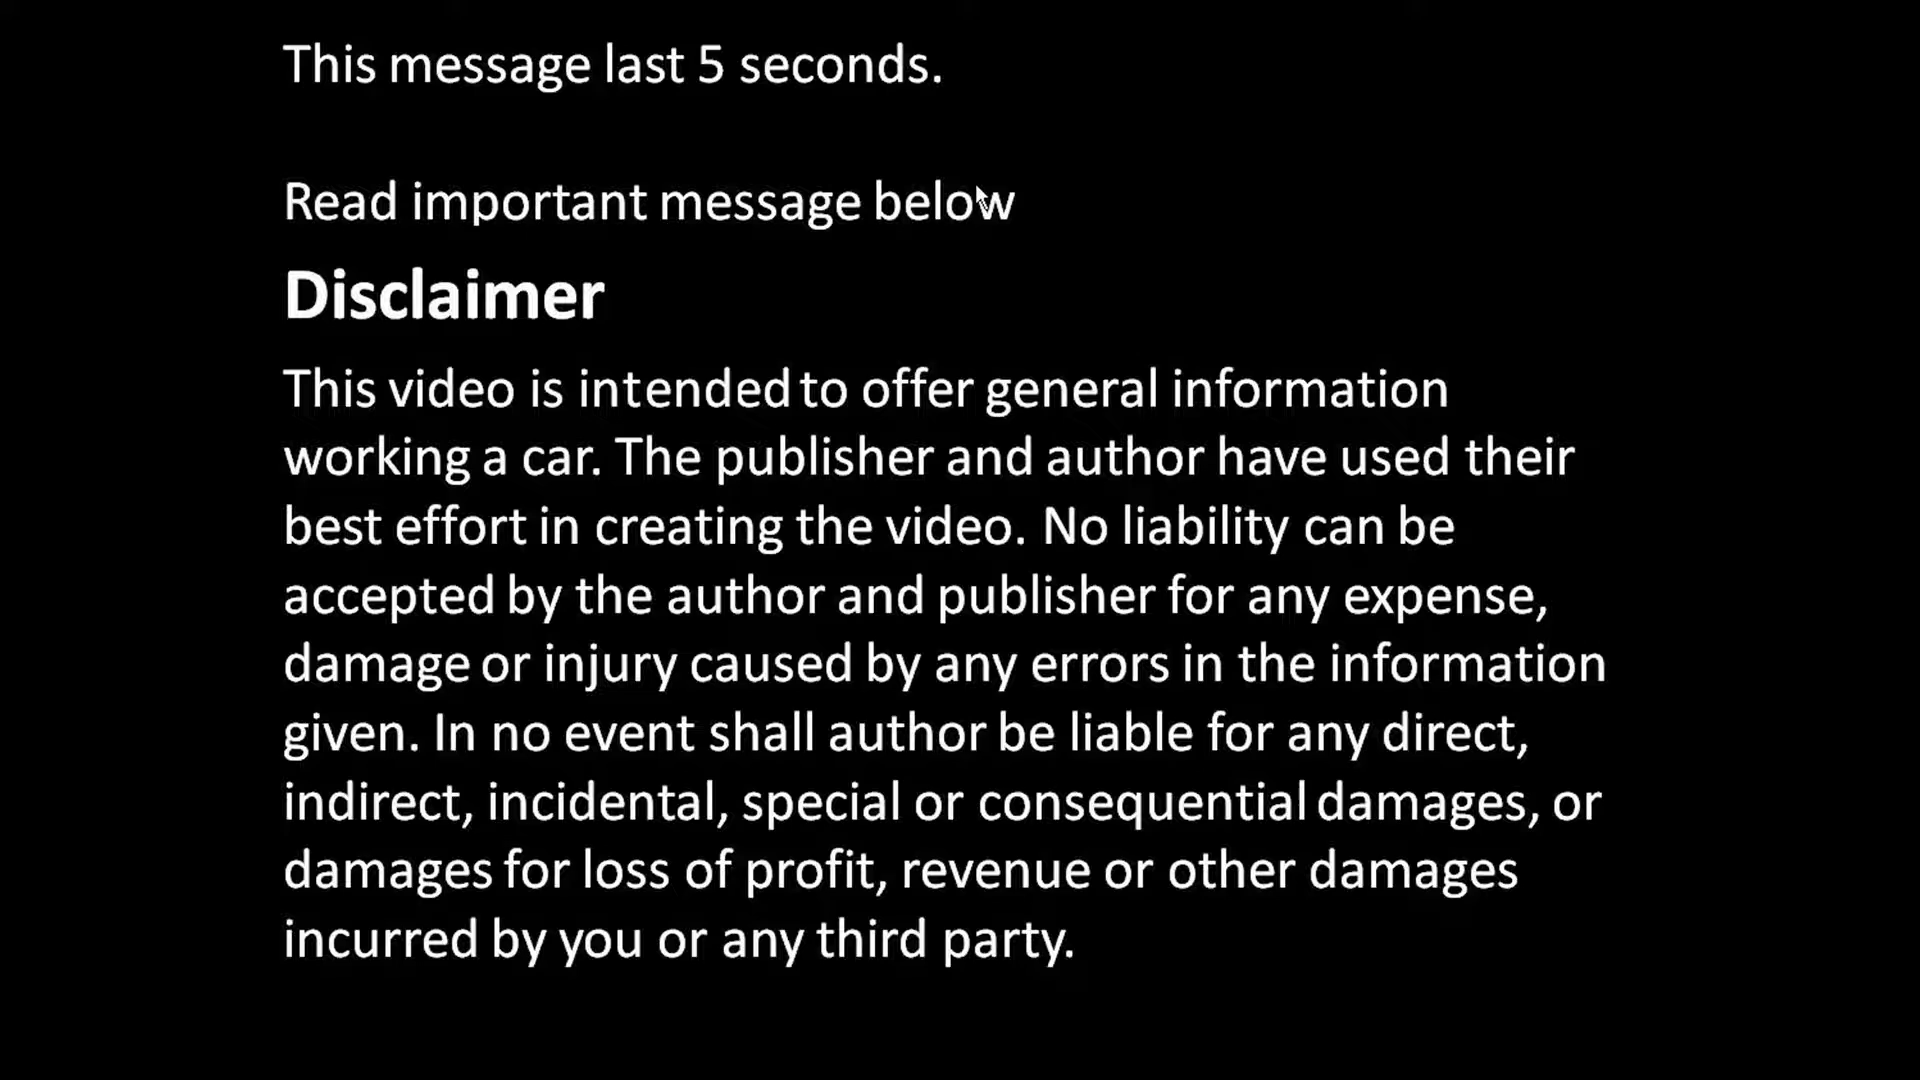 This message last 5 seconds.
Read important message below
Disclaimer
This video is intended to offer general information
working a car. The publisher and author have used their
best effort in creating the video. No liability can be
accepted by the author and publisher for any expense,
damage or injury caused by any errors in the information
given. In no event shall author be liable for any direct,
indirect, incidental, special or consequential damages, or
damages for loss of profit, revenue or other damages
incurred by you or any third party.